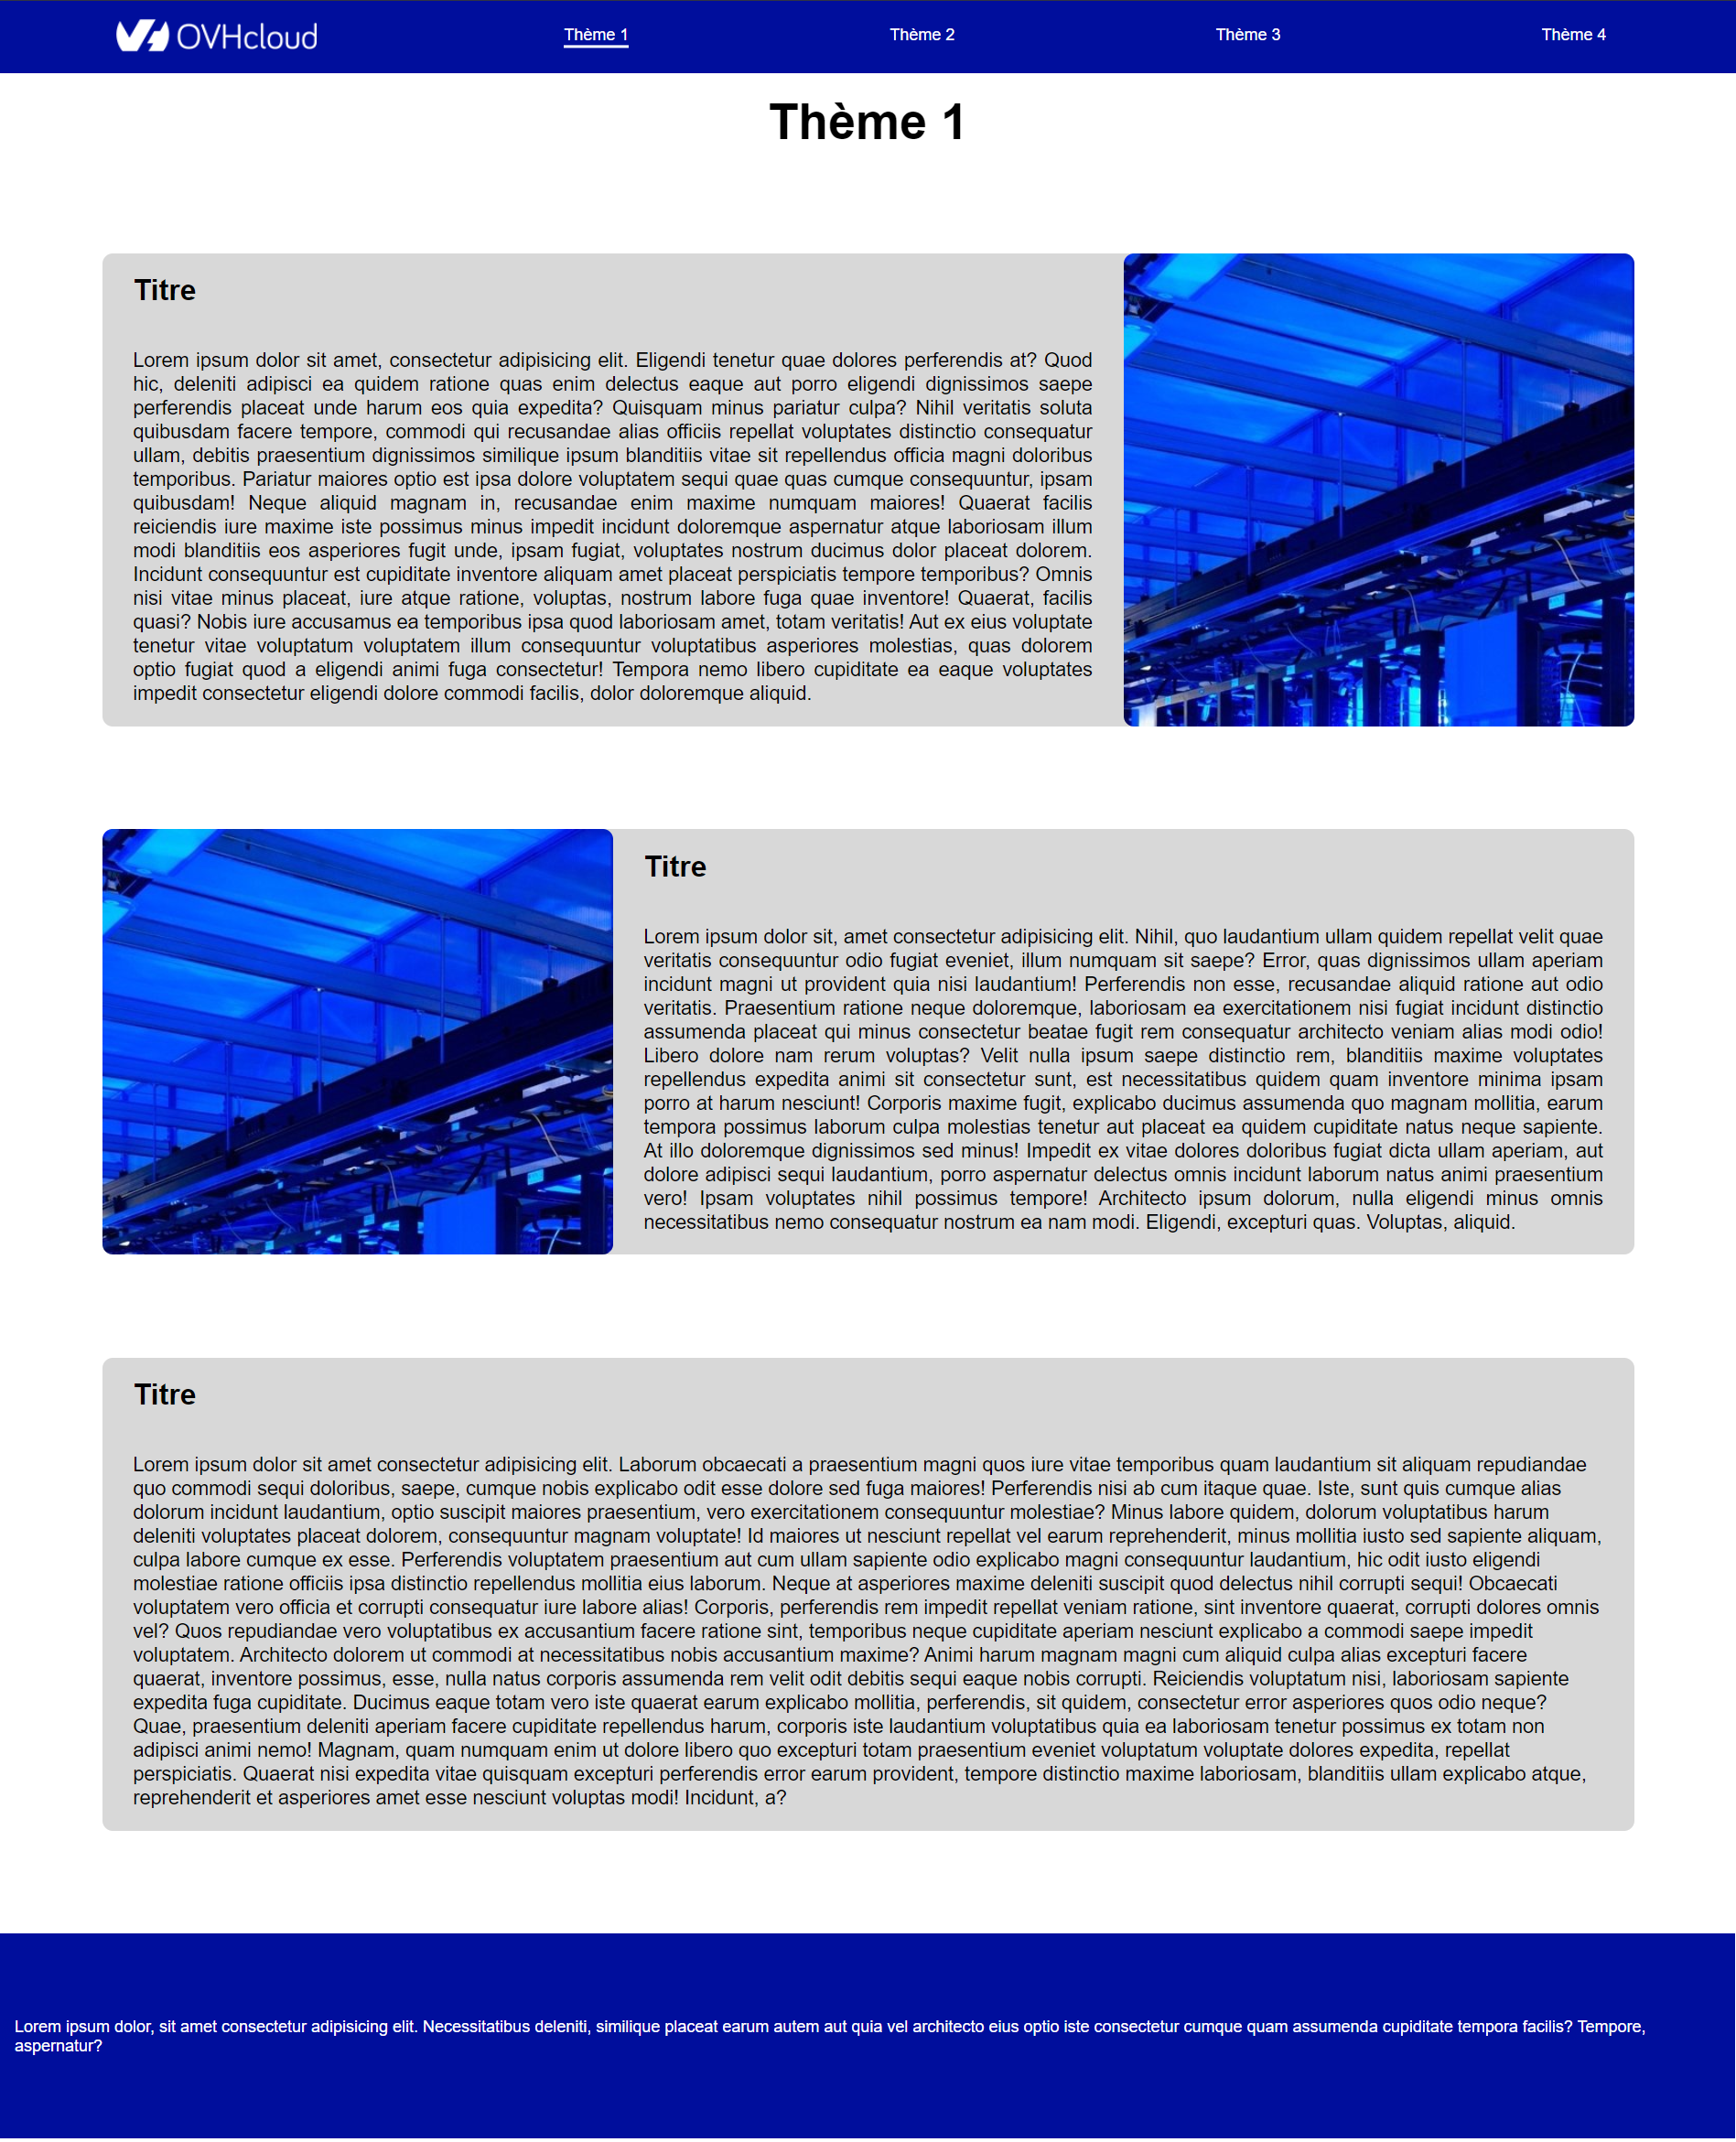 OVHcloud
Thème 1
Thème 2
Thème 3
Thème 4
Thème 1
Titre
Lorem ipsum dolor sit amet, consectetur adipisicing elit. Eligendi tenetur quae dolores perferendis at? Quod
hic, deleniti adipisci ea quidem ratione quas enim delectus eaque aut porro eligendi dignissimos saepe
perferendis placeat unde harum eos quia expedita? Quisquam minus pariatur culpa? Nihil veritatis soluta
quibusdam facere tempore, commodi qui recusandae alias officiis repellat voluptates distinctio consequatur
ullam, debitis praesentium dignissimos similique ipsum blanditiis vitae sit repellendus officia magni doloribus
temporibus. Pariatur maiores optio est ipsa dolore voluptatem sequi quae quas cumque consequuntur, ipsam
quibusdam! Neque aliquid magnam in, recusandae enim maxime numquam maiores! Quaerat facilis
reiciendis iure maxime iste possimus minus impedit incidunt doloremque aspernatur atque laboriosam illum
modi blanditiis eos asperiores fugit unde, ipsam fugiat, voluptates nostrum ducimus dolor placeat dolorem.
Incidunt consequuntur est cupiditate inventore aliquam amet placeat perspiciatis tempore temporibus? Omnis
nisi vitae minus placeat, iure atque ratione, voluptas, nostrum labore fuga quae inventore! Quaerat, facilis
quasi? Nobis iure accusamus ea temporibus ipsa quod laboriosam amet, totam veritatis! Aut ex eius voluptate
tenetur vitae voluptatum voluptatem illum consequuntur voluptatibus asperiores molestias, quas dolorem
optio fugiat quod a eligendi animi fuga consectetur! Tempora nemo libero cupiditate ea eaque voluptates
impedit consectetur eligendi dolore commodi facilis, dolor doloremque aliquid.
Titre
Lorem ipsum dolor sit, amet consectetur adipisicing elit. Nihil, quo laudantium ullam quidem repellat velit quae
veritatis consequuntur odio fugiat eveniet, illum numquam sit saepe? Error, quas dignissimos ullam aperiam
incidunt magni ut provident quia nisi laudantium! Perferendis non esse, recusandae aliquid ratione aut odio
veritatis. Praesentium ratione neque doloremque, laboriosam ea exercitationem nisi fugiat incidunt distinctio
assumenda placeat qui minus consectetur beatae fugit rem consequatur architecto veniam alias modi odio!
Libero dolore nam rerum voluptas? Velit nulla ipsum saepe distinctio rem, blanditiis maxime voluptates
repellendus expedita animi sit consectetur sunt, est necessitatibus quidem quam inventore minima ipsam
porro at harum nesciunt! Corporis maxime fugit, explicabo ducimus assumenda quo magnam mollitia, earum
tempora possimus laborum culpa molestias tenetur aut placeat ea quidem cupiditate natus neque sapiente.
At illo doloremque dignissimos sed minus! Impedit ex vitae dolores doloribus fugiat dicta ullam aperiam, aut
dolore adipisci sequi laudantium, porro aspernatur delectus omnis incidunt laborum natus animi praesentium
vero! Ipsam voluptates nihil possimus tempore! Architecto ipsum dolorum, nulla eligendi minus omnis
necessitatibus nemo consequatur nostrum ea nam modi. Eligendi, excepturi quas. Voluptas, aliquid.
Titre
Lorem ipsum dolor sit amet consectetur adipisicing elit. Laborum obcaecati a praesentium magni quos iure vitae temporibus quam laudantium sit aliquam repudiandae
quo commodi sequi doloribus, saepe, cumque nobis explicabo odit esse dolore sed fuga maiores! Perferendis nisi ab cum itaque quae. Iste, sunt quis cumque alias
dolorum incidunt laudantium, optio suscipit maiores praesentium, vero exercitationem consequuntur molestiae? Minus labore quidem, dolorum voluptatibus harum
deleniti voluptates placeat dolorem, consequuntur magnam voluptate! Id maiores ut nesciunt repellat vel earum reprehenderit, minus mollitia iusto sed sapiente aliquam,
culpa labore cumque ex esse. Perferendis voluptatem praesentium aut cum ullam sapiente odio explicabo magni consequuntur laudantium, hic odit iusto eligendi
molestiae ratione officiis ipsa distinctio repellendus mollitia eius laborum. Neque at asperiores maxime deleniti suscipit quod delectus nihil corrupti sequi! Obcaecati
voluptatem vero officia et corrupti consequatur iure labore alias! Corporis, perferendis rem impedit repellat veniam ratione, sint inventore quaerat, corrupti dolores omnis
vel? Quos repudiandae vero voluptatibus ex accusantium facere ratione sint, temporibus neque cupiditate aperiam nesciunt explicabo a commodi saepe impedit
voluptatem. Architecto dolorem ut commodi at necessitatibus nobis accusantium maxime? Animi harum magnam magni cum aliquid culpa alias excepturi facere
quaerat, inventore possimus, esse, nulla natus corporis assumenda rem velit odit debitis sequi eaque nobis corrupti. Reiciendis voluptatum nisi, laboriosam sapiente
expedita fuga cupiditate. Ducimus eaque totam vero iste quaerat earum explicabo mollitia, perferendis, sit quidem, consectetur error asperiores quos odio neque?
Quae, praesentium deleniti aperiam facere cupiditate repellendus harum, corporis iste laudantium voluptatibus quia ea laboriosam tenetur possimus ex totam non
adipisci animi nemo! Magnam, quam numquam enim ut dolore libero quo excepturi totam praesentium eveniet voluptatum voluptate dolores expedita, repellat
perspiciatis. Quaerat nisi expedita vitae quisquam excepturi perferendis error earum provident, tempore distinctio maxime laboriosam, blanditiis ullam explicabo atque,
reprehenderit et asperiores amet esse nesciunt voluptas modi! Incidunt, a?
Lorem ipsum dolor, sit amet consectetur adipisicing elit. Necessitatibus deleniti, similique placeat earum autem aut quia vel architecto eius optio iste consectetur cumque quam assumenda cupiditate tempora facilis? Tempore,
aspernatur?